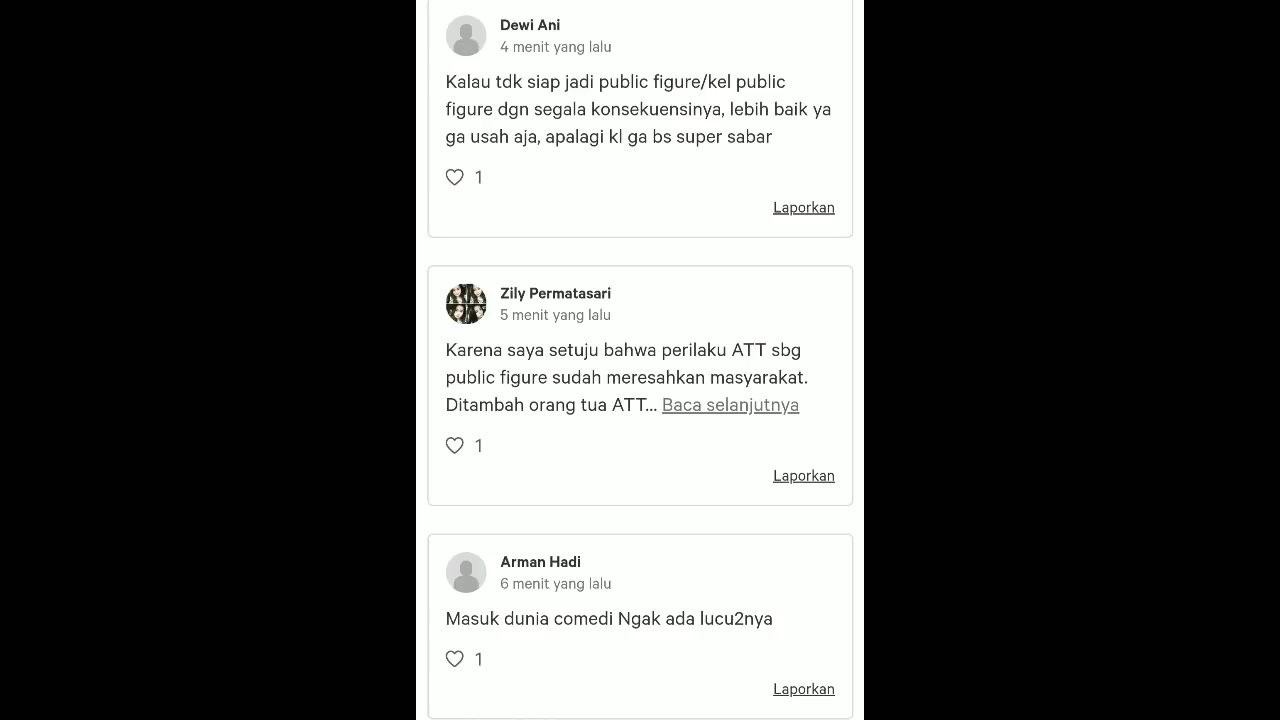 Dewi Ani
4 menit yang lalu
Kalau tdk siap jadi public figure/kel public
figure dgn segala konsekuensinya, lebih baik ya
ga usah aja, apalagi kl ga bs super sabar
1
Laporkan
Zily Permatasari
5 menit yang lalu
Karena saya setuju bahwa perilaku ATT sbg
public figure sudah meresahkan masyarakat.
Ditambah orang tua ATT... Baca selanjutnya
1
Laporkan
Arman Hadi
6 menit yang lalu
Masuk dunia comedi Ngak ada lucu2nya
1
Laporkan